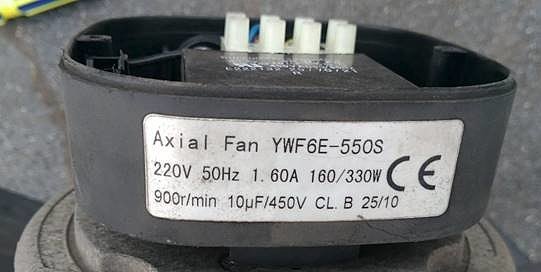 Axial Fan YWF6E-550S
220V 50Hz 1.60A 160/330W CE
900r/min 10µF/450V CL. B 25/10